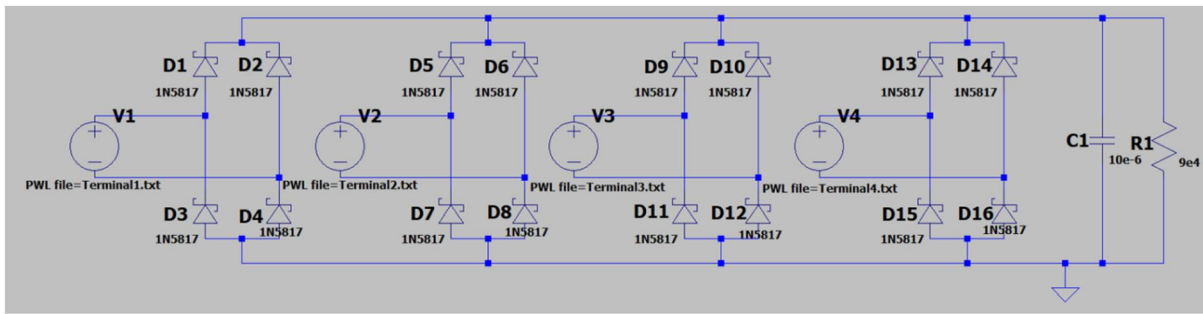 D1 D2 D5 D6 D9 D10 D13 D14
1N5817 1N5817 1N5817 1N5817 1N5817 1N5817 1N5817 1N5817
V1 V2 V3 V4
+ + + +
− − − −
C1 R1
10e-6 9e4
PWL file=Terminal1.txt PWL file=Terminal2.txt PWL file=Terminal3.txt PWL file=Terminal4.txt
D3 D4 D7 D8 D11 D12 D15 D16
1N5817 1N5817 1N5817 1N5817 1N5817 1N5817 1N5817 1N5817